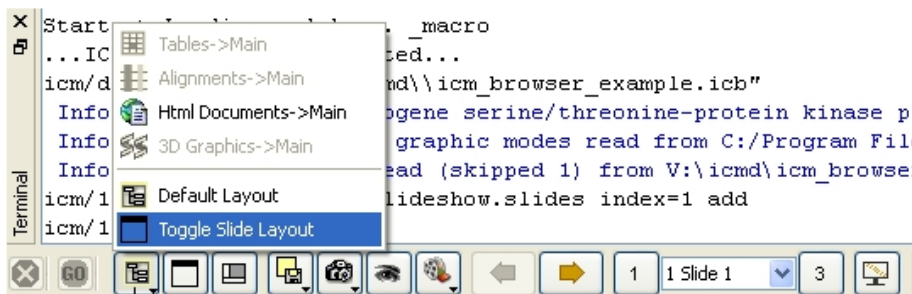 Start _macro
...IC ted...
icm/d md\\icm_browser_example.icb"
Info ogene serine/threonine-protein kinase p
Info graphic modes read from C:/Program Fil
Info ead (skipped 1) from V:\icmd\icm_browse
icm/1 lideshow.slides index=1 add
icm/1
Terminal
Tables->Main
Alignments->Main
Html Documents->Main
3D Graphics->Main
Default Layout
Toggle Slide Layout
GO
1
1 Slide 1
3